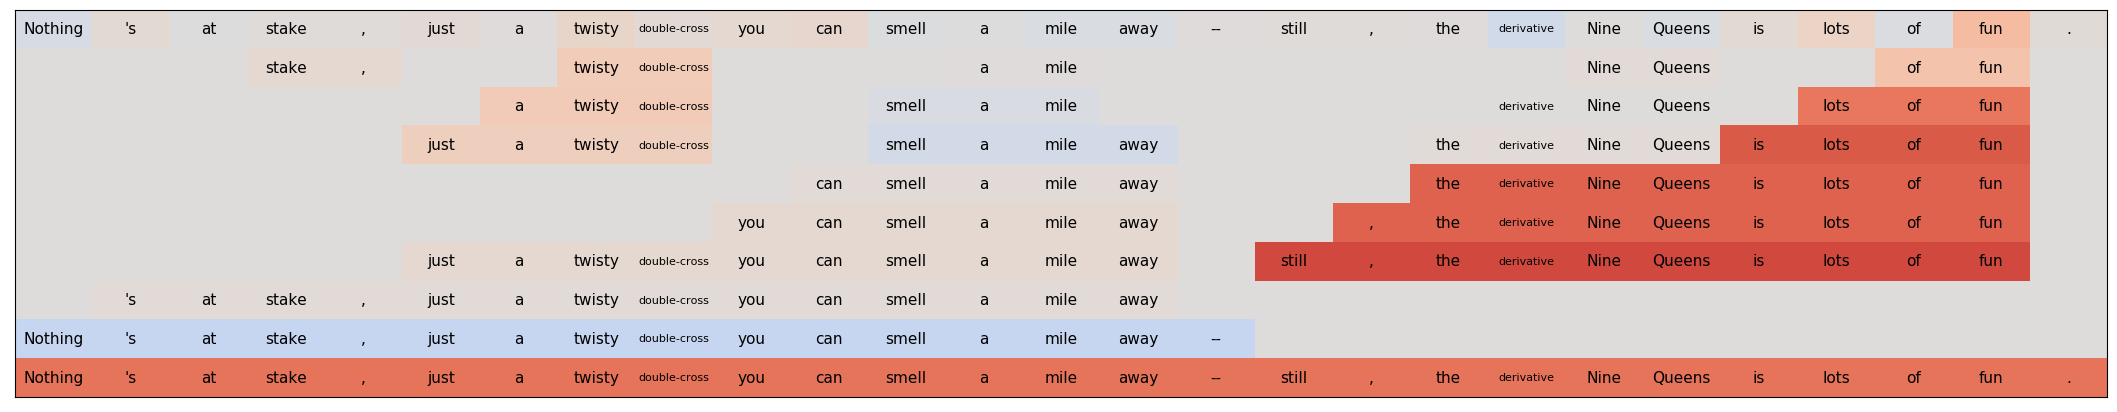 Nothing 's at stake , just a twisty double-cross you can smell a mile away -- still , the derivative Nine Queens is lots of fun .
stake , twisty double-cross a mile Nine Queens of fun
a twisty double-cross smell a mile derivative Nine Queens lots of fun
just a twisty double-cross smell a mile away the derivative Nine Queens is lots of fun
can smell a mile away the derivative Nine Queens is lots of fun
you can smell a mile away , the derivative Nine Queens is lots of fun
just a twisty double-cross you can smell a mile away still , the derivative Nine Queens is lots of fun
's at stake , just a twisty double-cross you can smell a mile away
Nothing 's at stake , just a twisty double-cross you can smell a mile away --
Nothing 's at stake , just a twisty double-cross you can smell a mile away -- still , the derivative Nine Queens is lots of fun .